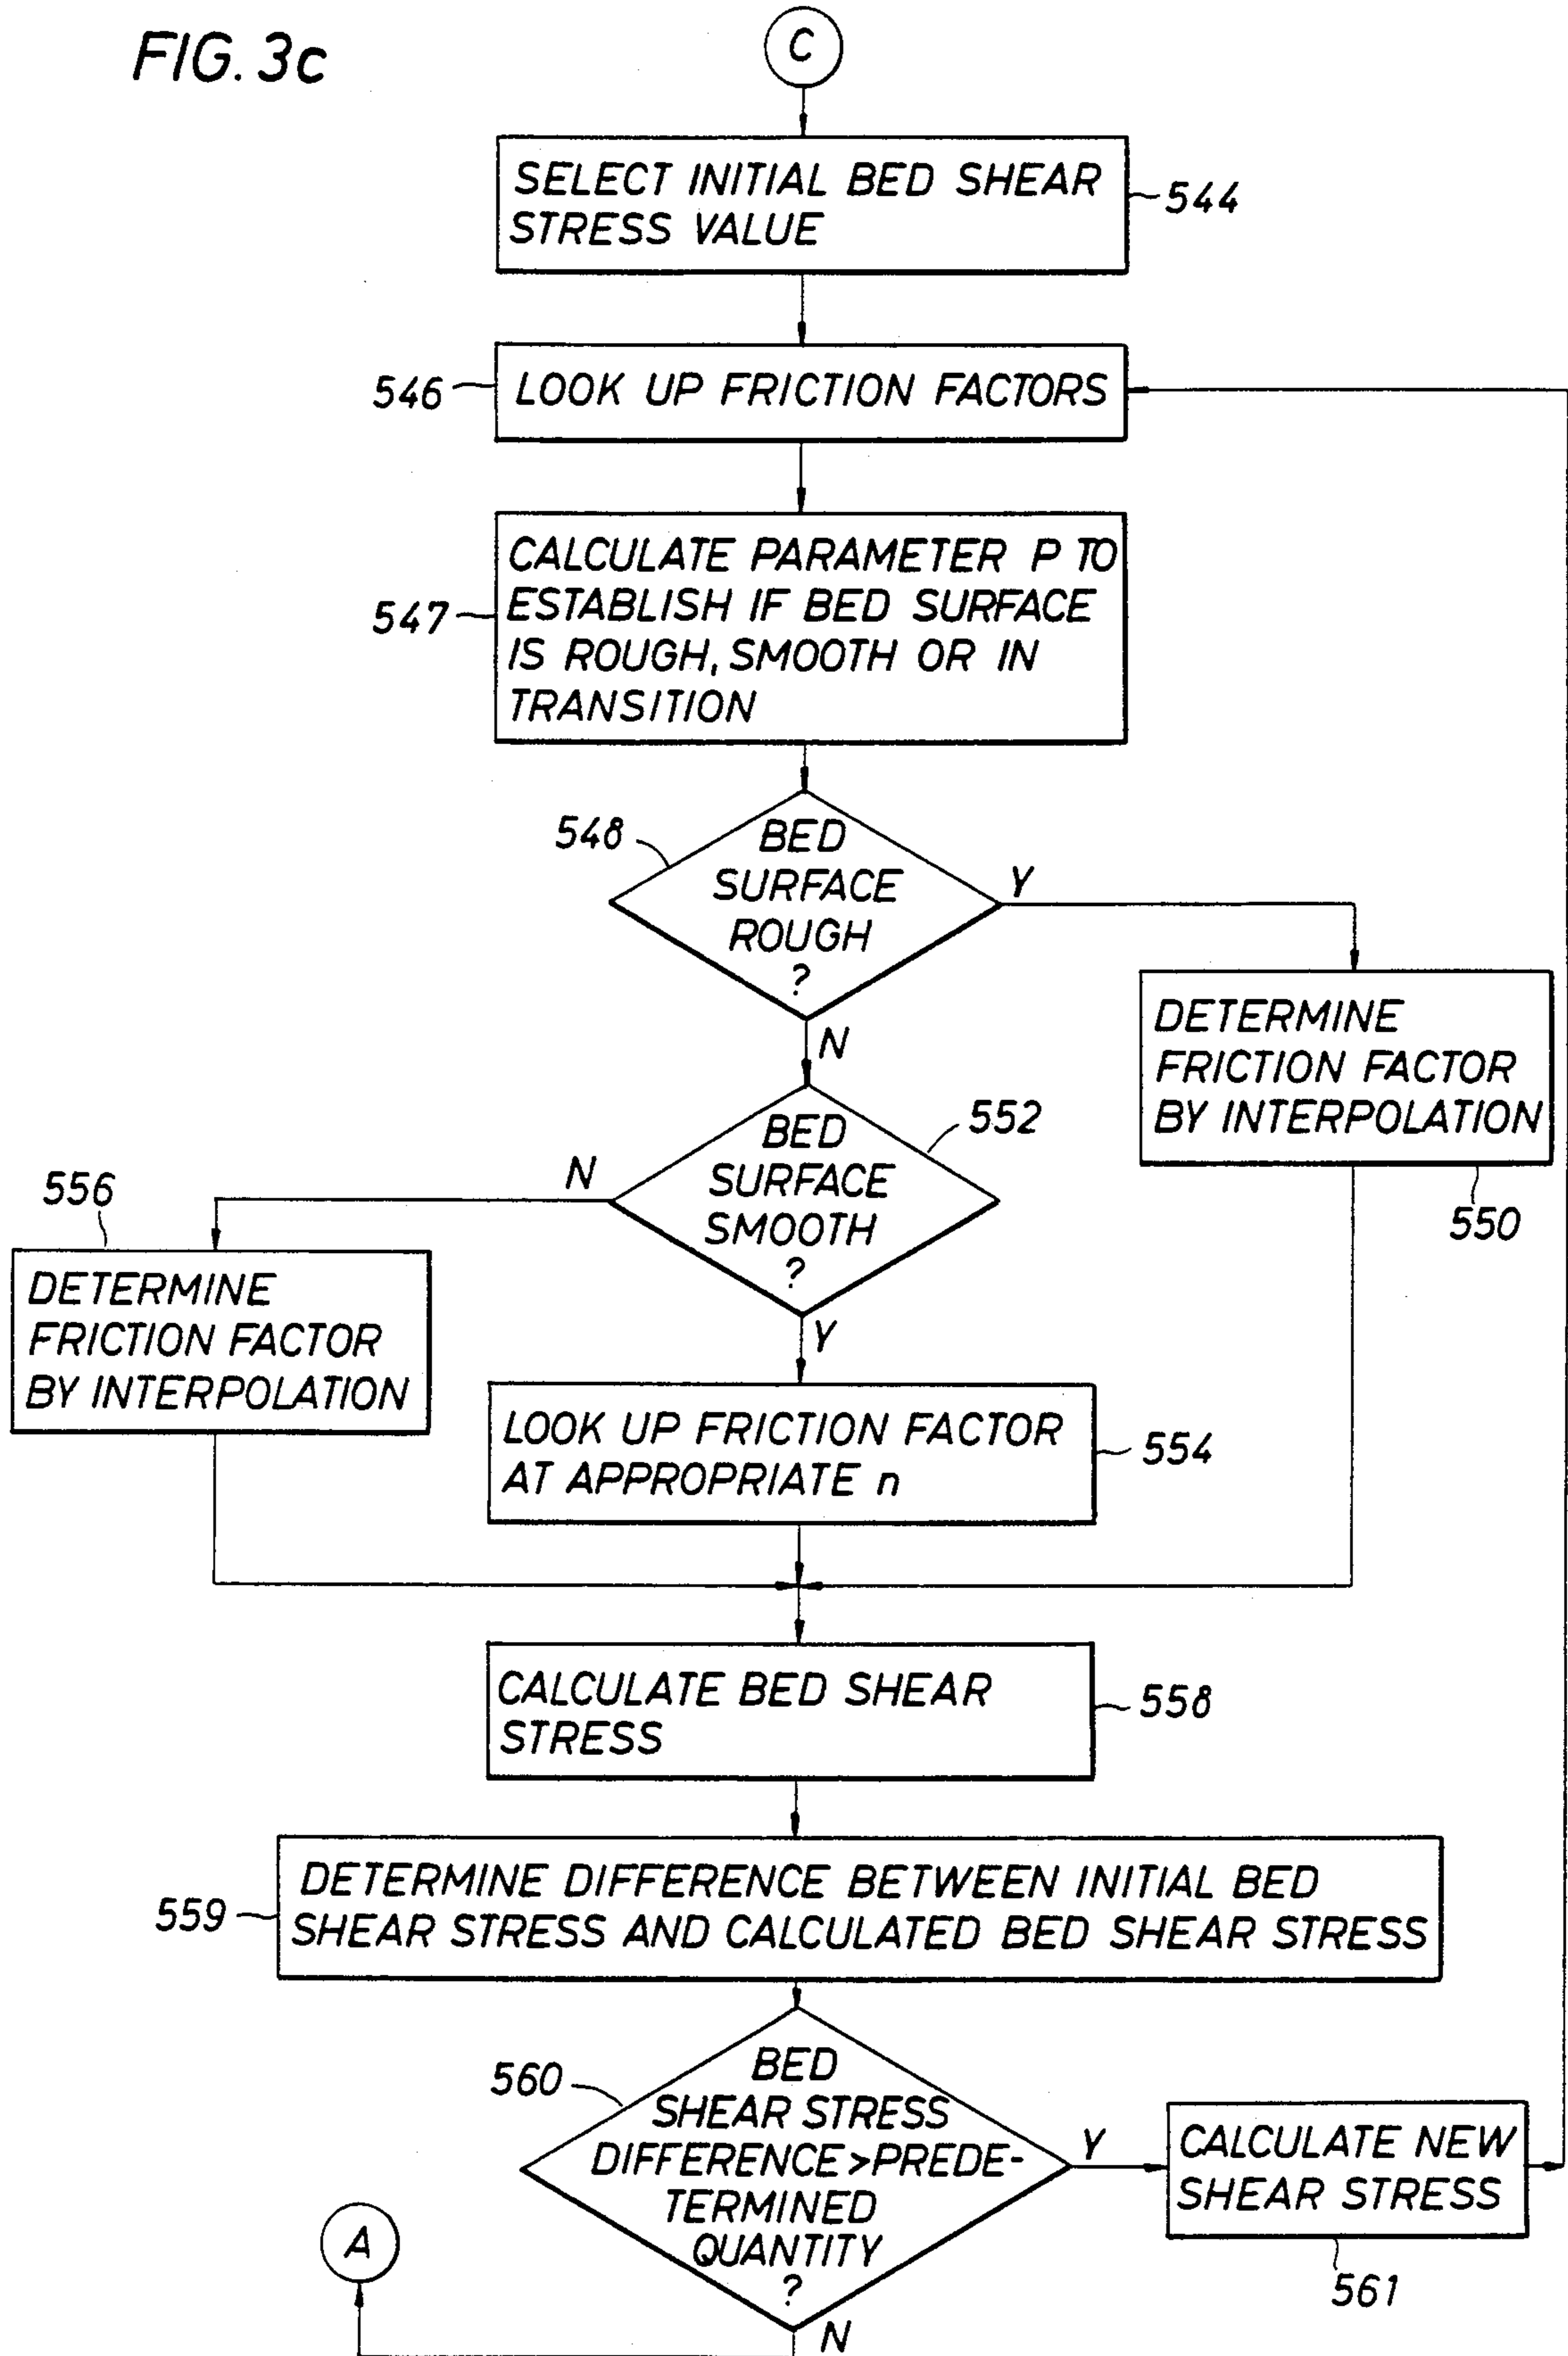 FIG. 3c
C
SELECT INITIAL BED SHEAR
STRESS VALUE
544
546
LOOK UP FRICTION FACTORS
547
CALCULATE PARAMETER P TO
ESTABLISH IF BED SURFACE
IS ROUGH, SMOOTH OR IN
TRANSITION
548
BED
SURFACE
ROUGH
?
Y
N
DETERMINE
FRICTION FACTOR
BY INTERPOLATION
550
552
BED
SURFACE
SMOOTH
?
N
Y
556
DETERMINE
FRICTION FACTOR
BY INTERPOLATION
LOOK UP FRICTION FACTOR
AT APPROPRIATE n
554
CALCULATE BED SHEAR
STRESS
558
559
DETERMINE DIFFERENCE BETWEEN INITIAL BED
SHEAR STRESS AND CALCULATED BED SHEAR STRESS
560
BED
SHEAR STRESS
DIFFERENCE > PREDE-
TERMINED
QUANTITY
?
Y
N
CALCULATE NEW
SHEAR STRESS
561
A